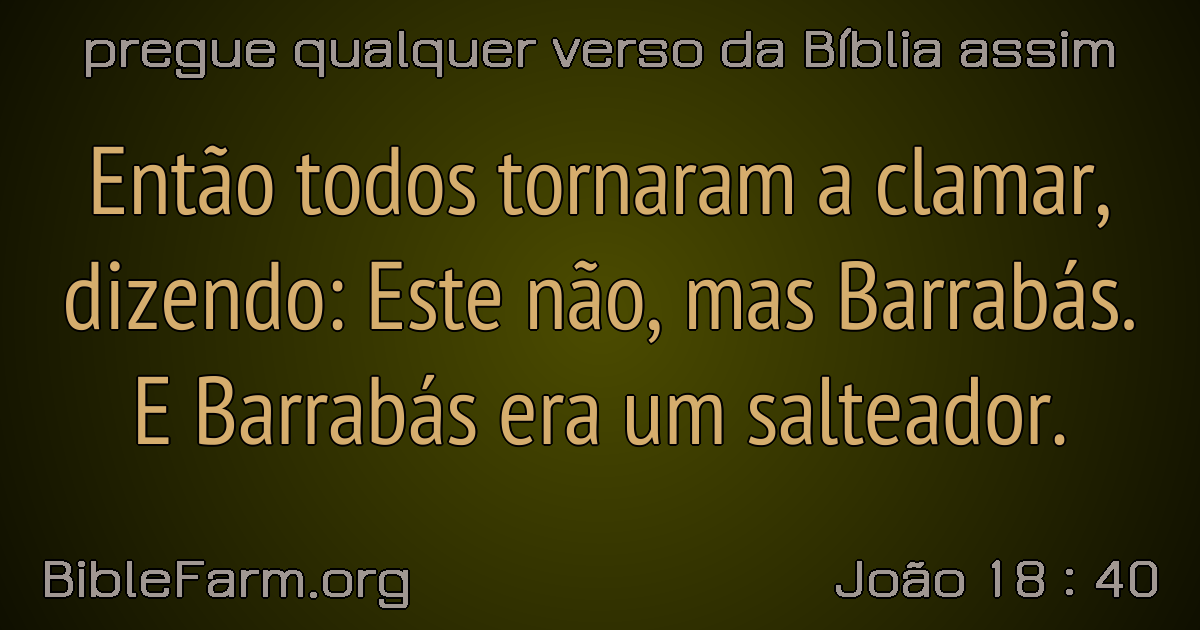 pregue qualquer verso da Bíblia assim
Então todos tornaram a clamar,
dizendo: Este não, mas Barrabás.
E Barrabás era um salteador.
BibleFarm.org
João 18 : 40